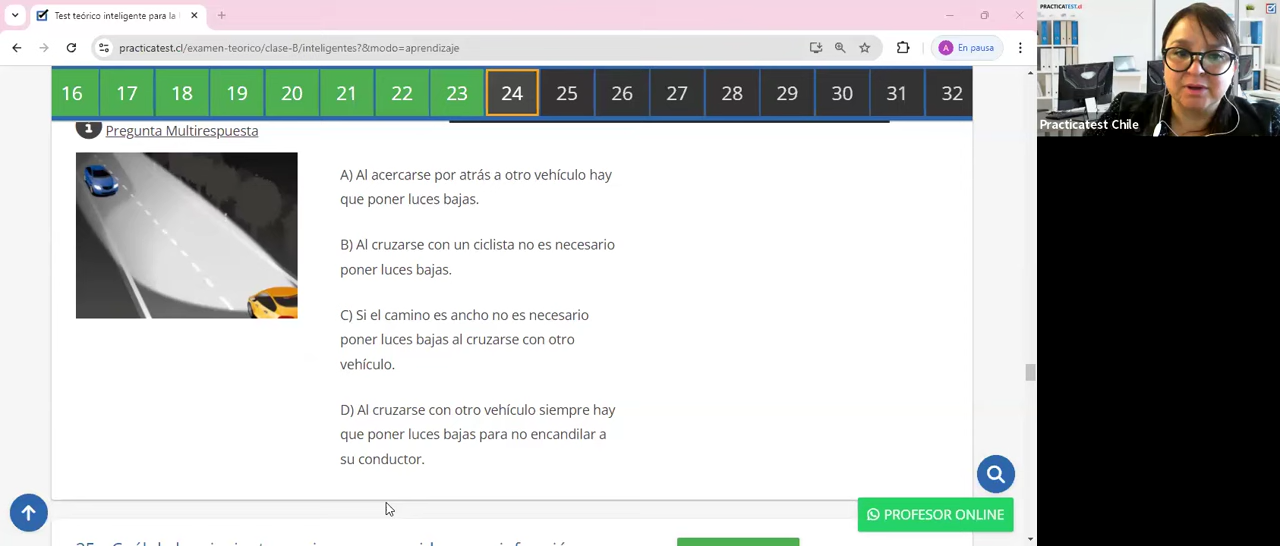 Test teórico inteligente para la
practicatest.cl/examen-teorico/clase-B/inteligentes?&modo=aprendizaje
A
En pausa
16 17 18 19 20 21 22 23 24 25 26 27 28 29 30 31 32
1 Pregunta Multirespuesta
A) Al acercarse por atrás a otro vehículo hay
que poner luces bajas.
B) Al cruzarse con un ciclista no es necesario
poner luces bajas.
C) Si el camino es ancho no es necesario
poner luces bajas al cruzarse con otro
vehículo.
D) Al cruzarse con otro vehículo siempre hay
que poner luces bajas para no encandilar a
su conductor.
PROFESOR ONLINE
PRACTICATEST.cl
Practicatest Chile